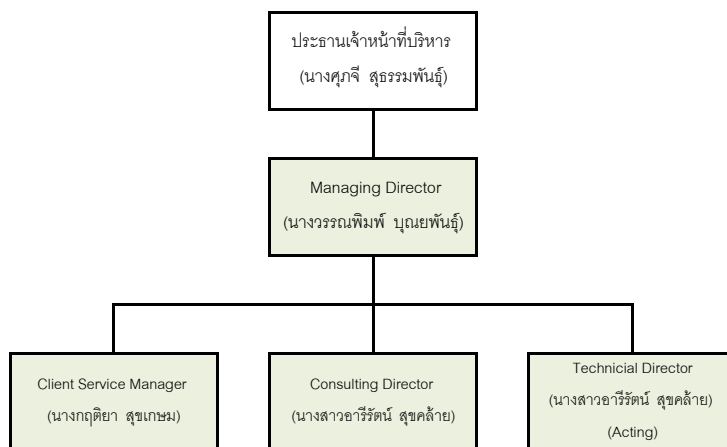 ประธานเจ้าหน้าที่บริหาร
(นางศุภจี สุธรรมพันธุ์)
Managing Director
(นางวรรณพิมพ์ บุณยพันธุ์)
Client Service Manager
(นางกฤติยา สุขเกษม)
Consulting Director
(นางสาวอารีรัตน์ สุขคล้าย)
Technicial Director
(นางสาวอารีรัตน์ สุขคล้าย)
(Acting)